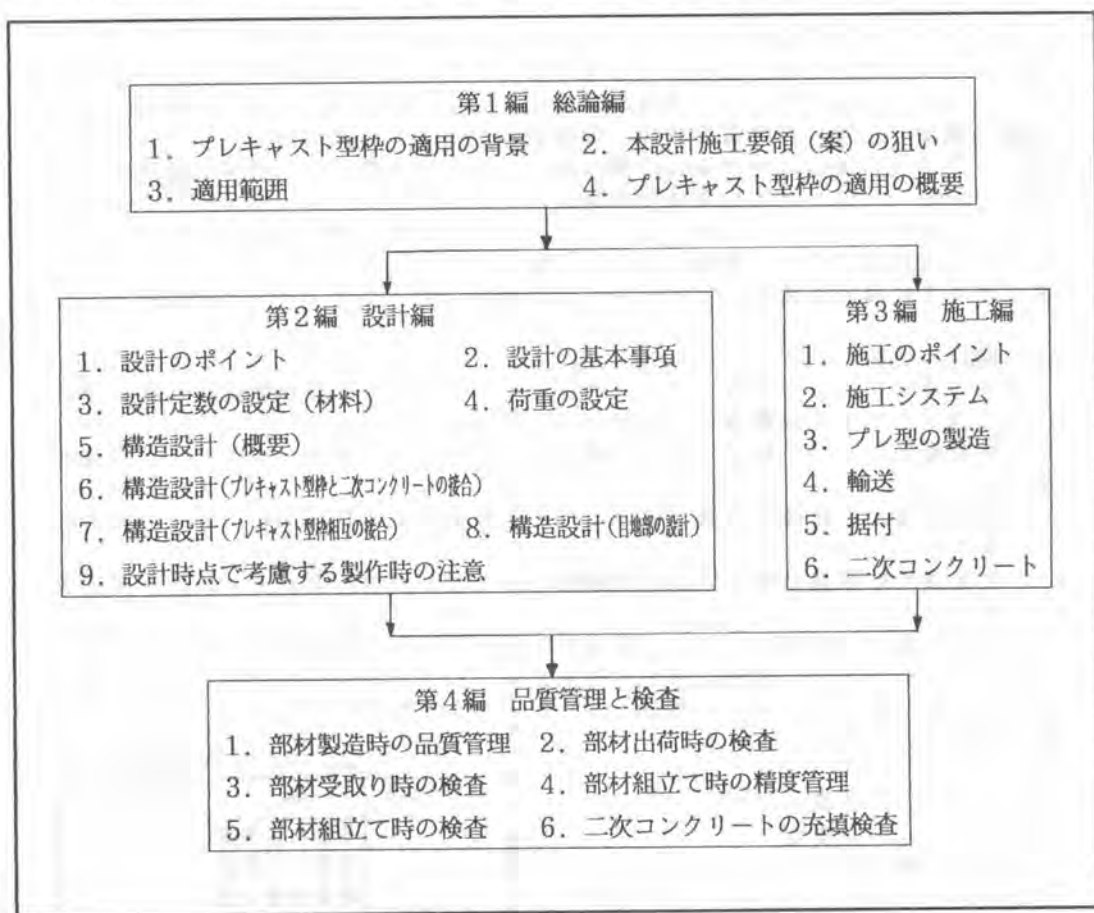 第1編 総論編
1．プレキャスト型枠の適用の背景 2．本設計施工要領（案）の狙い
3．適用範囲 4．プレキャスト型枠の適用の概要
第2編 設計編
1．設計のポイント 2．設計の基本事項
3．設計定数の設定（材料） 4．荷重の設定
5．構造設計（概要）
6．構造設計（プレキャスト型枠と二次コンクリートの接合）
7．構造設計（プレキャスト型枠相互の接合） 8．構造設計（目地部の設計）
9．設計時点で考慮する製作時の注意
第3編 施工編
1．施工のポイント
2．施工システム
3．プレ型の製造
4．輸送
5．据付
6．二次コンクリート
第4編 品質管理と検査
1．部材製造時の品質管理 2．部材出荷時の検査
3．部材受取り時の検査 4．部材組立て時の精度管理
5．部材組立て時の検査 6．二次コンクリートの充填検査